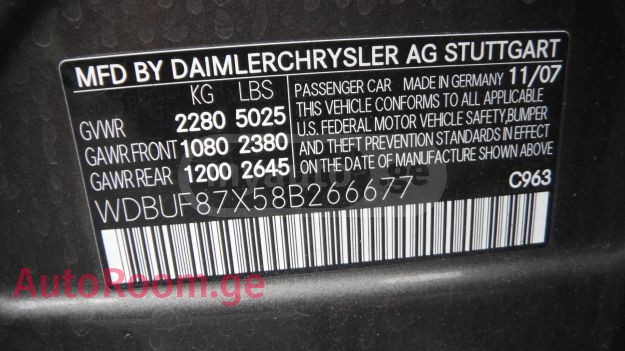 MFD BY DAIMLERCHRYSLER AG STUTTGART
KG LBS
GVWR 2280 5025
GAWR FRONT 1080 2380
GAWR REAR 1200 2645
PASSENGER CAR MADE IN GERMANY 11/07
THIS VEHICLE CONFORMS TO ALL APPLICABLE
U.S. FEDERAL MOTOR VEHICLE SAFETY, BUMPER
AND THEFT PREVENTION STANDARDS IN EFFECT
ON THE DATE OF MANUFACTURE SHOWN ABOVE
C963
WDBUF87X58B266677
AutoRoom.ge